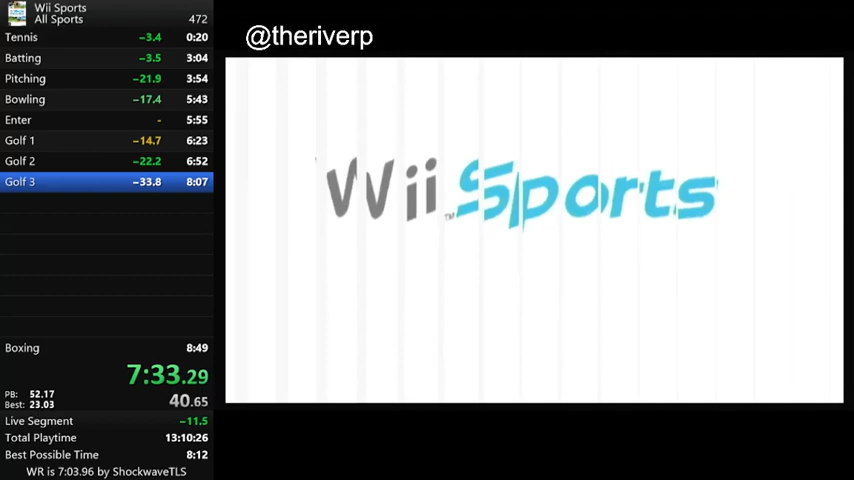 Wii Sports
All Sports 472
Tennis −3.4 0:20
Batting −3.5 3:04
Pitching −21.9 3:54
Bowling −17.4 5:43
Enter - 5:55
Golf 1 −14.7 6:23
Golf 2 −22.2 6:52
Golf 3 −33.8 8:07
Boxing 8:49
7:33.29
PB: 52.17
Best: 23.03
40.65
Live Segment −11.5
Total Playtime 13:10:26
Best Possible Time 8:12
WR is 7:03.96 by ShockwaveTLS
@theriverp
Wii Sports
TM